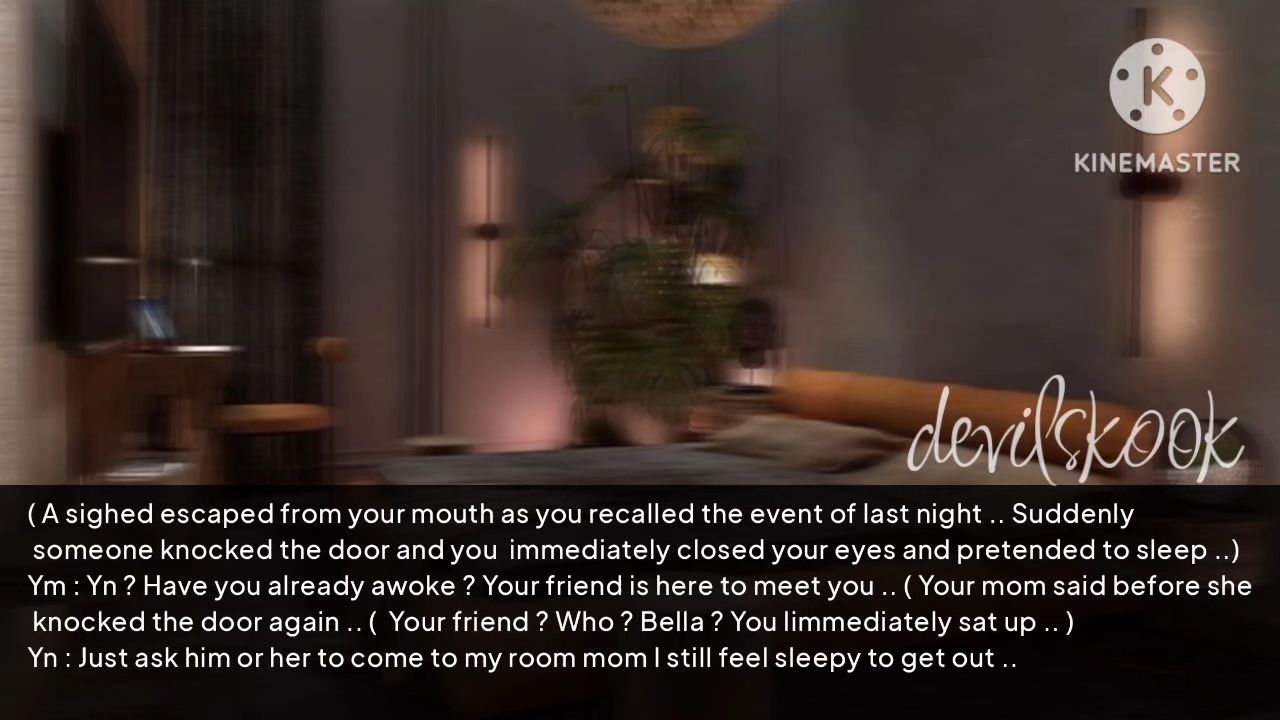 K
KINEMASTER
devilskook
( A sighed escaped from your mouth as you recalled the event of last night .. Suddenly
someone knocked the door and you immediately closed your eyes and pretended to sleep ..)
Ym : Yn ? Have you already awoke ? Your friend is here to meet you .. ( Your mom said before she
knocked the door again .. ( Your friend ? Who ? Bella ? You Iimmediately sat up .. )
Yn : Just ask him or her to come to my room mom I still feel sleepy to get out ..